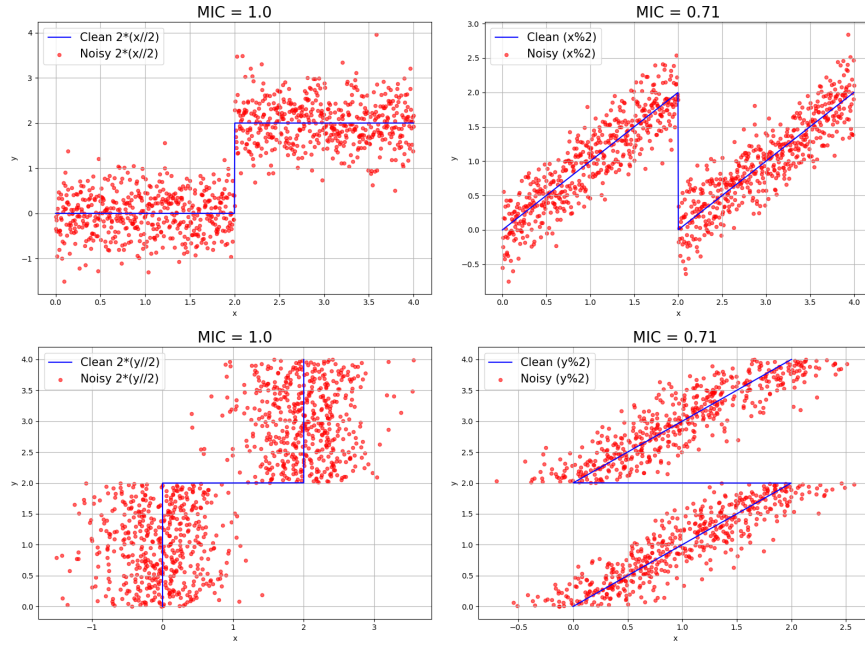 MIC = 1.0
Clean 2*(x//2)
Noisy 2*(x//2)
4
3
2
1
0
−1
y
0.0 0.5 1.0 1.5 2.0 2.5 3.0 3.5 4.0
x
MIC = 0.71
Clean (x%2)
Noisy (x%2)
3.0
2.5
2.0
1.5
1.0
0.5
0.0
−0.5
y
0.0 0.5 1.0 1.5 2.0 2.5 3.0 3.5 4.0
x
MIC = 1.0
Clean 2*(y//2)
Noisy 2*(y//2)
4.0
3.5
3.0
2.5
2.0
1.5
1.0
0.5
0.0
y
−1 0 1 2 3
x
MIC = 0.71
Clean (y%2)
Noisy (y%2)
4.0
3.5
3.0
2.5
2.0
1.5
1.0
0.5
0.0
y
−0.5 0.0 0.5 1.0 1.5 2.0 2.5
x